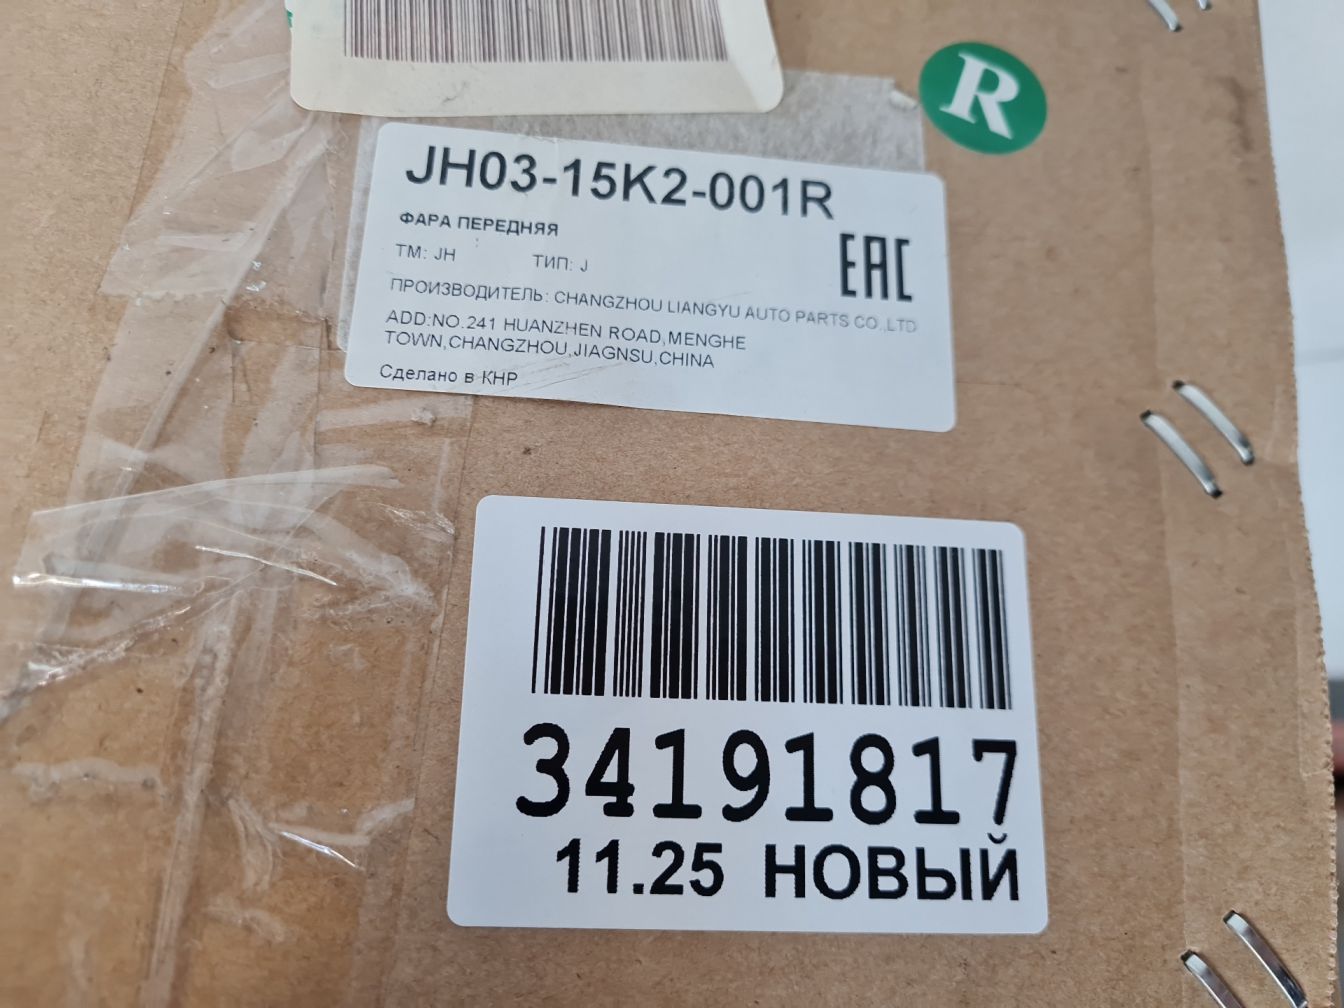 R
JH03-15K2-001R
ФАРА ПЕРЕДНЯЯ
ТМ: JH ТИП: J
EAC
ПРОИЗВОДИТЕЛЬ: CHANGZHOU LIANGYU AUTO PARTS CO.,LTD
ADD:NO.241 HUANZHEN ROAD,MENGHE
TOWN,CHANGZHOU,JIAGNSU,CHINA
Сделано в КНР
34191817
11.25 НОВЫЙ